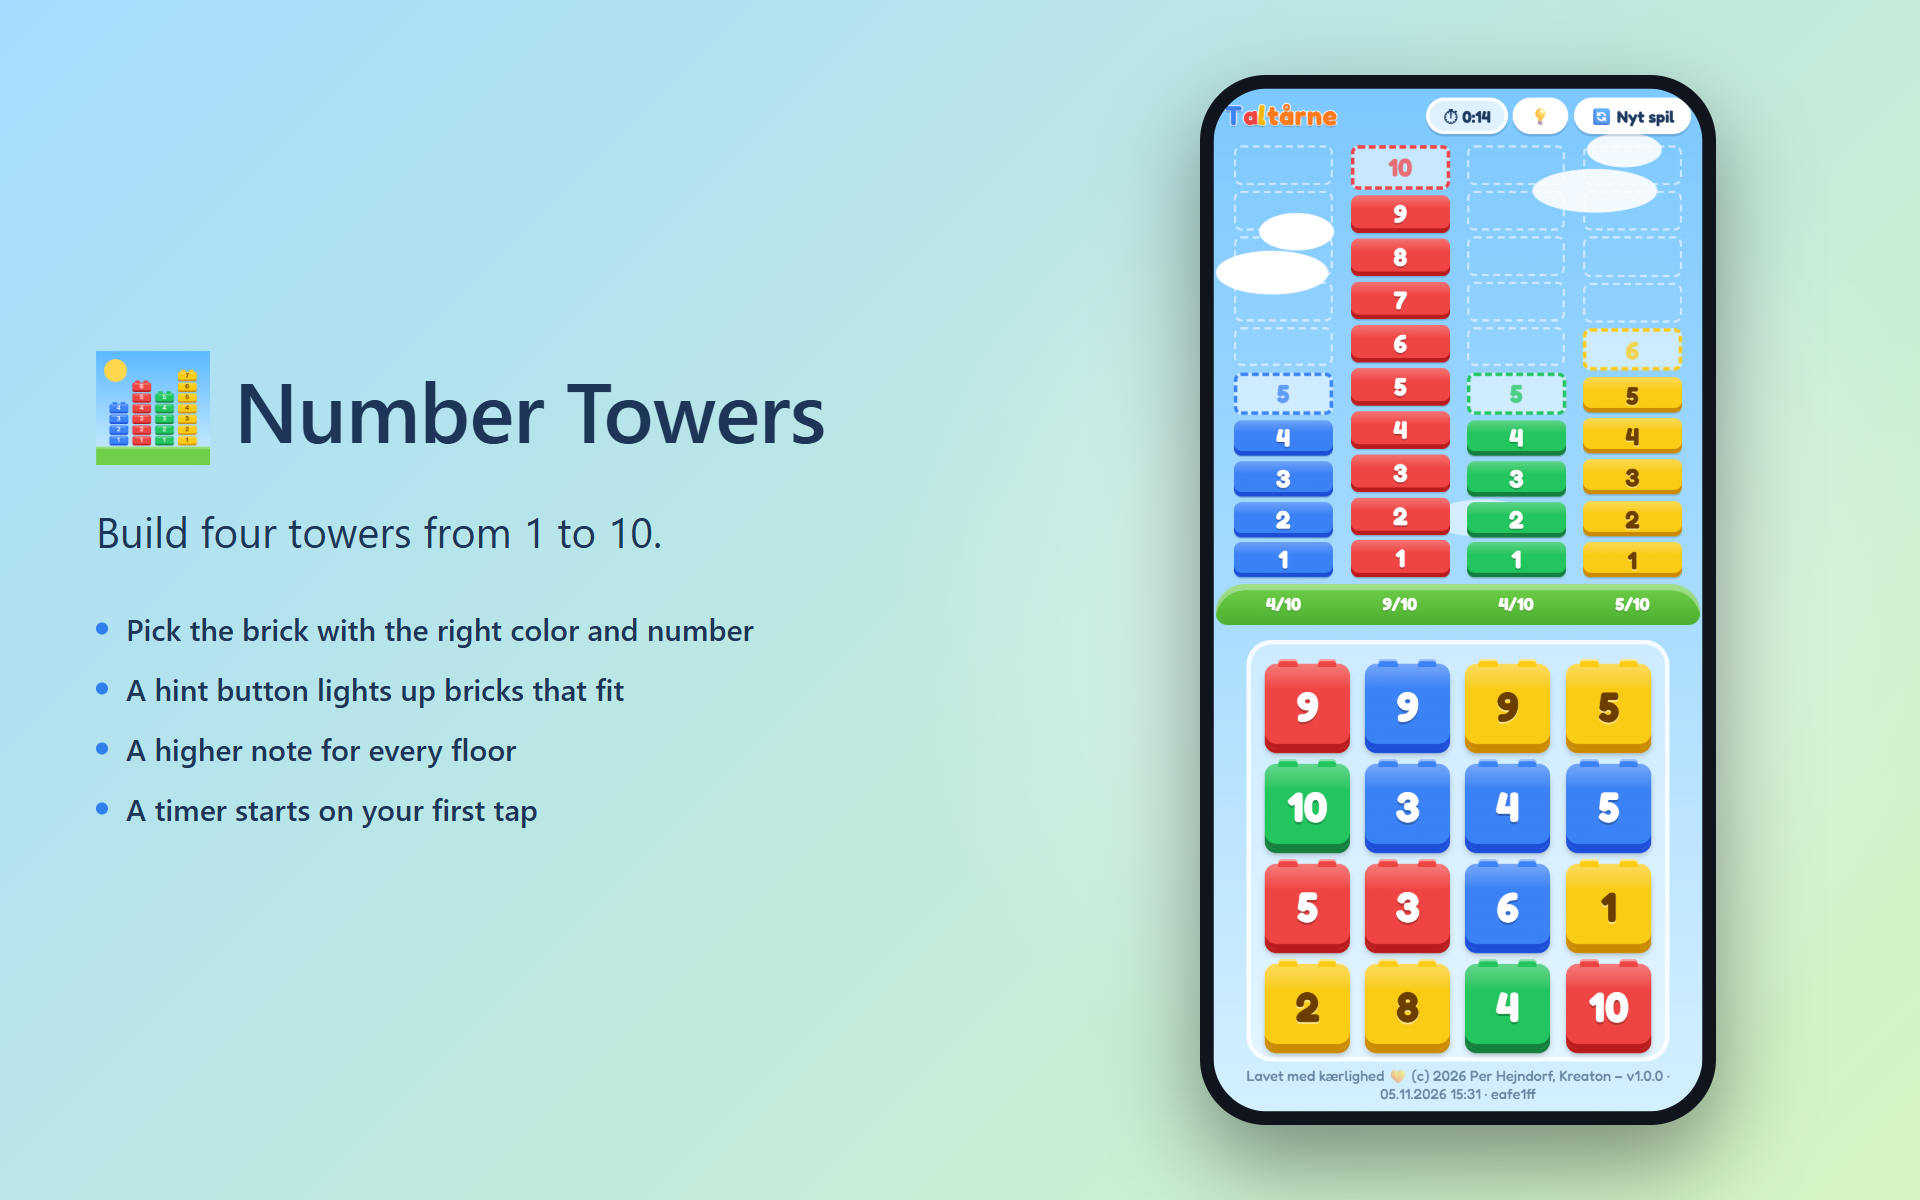 Number Towers
Build four towers from 1 to 10.
Pick the brick with the right color and number
A hint button lights up bricks that fit
A higher note for every floor
A timer starts on your first tap
Taltårne
0:14
Nyt spil
10
9
8
7
6 6
5 5 5 5
4 4 4 4
3 3 3 3
2 2 2 2
1 1 1 1
4/10 9/10 4/10 5/10
9 9 9 5
10 3 4 5
5 3 6 1
2 8 4 10
Lavet med kærlighed 🧡 (c) 2026 Per Hejndorf, Kreaton – v1.0.0 ·
05.11.2026 15:31 · eafe1ff